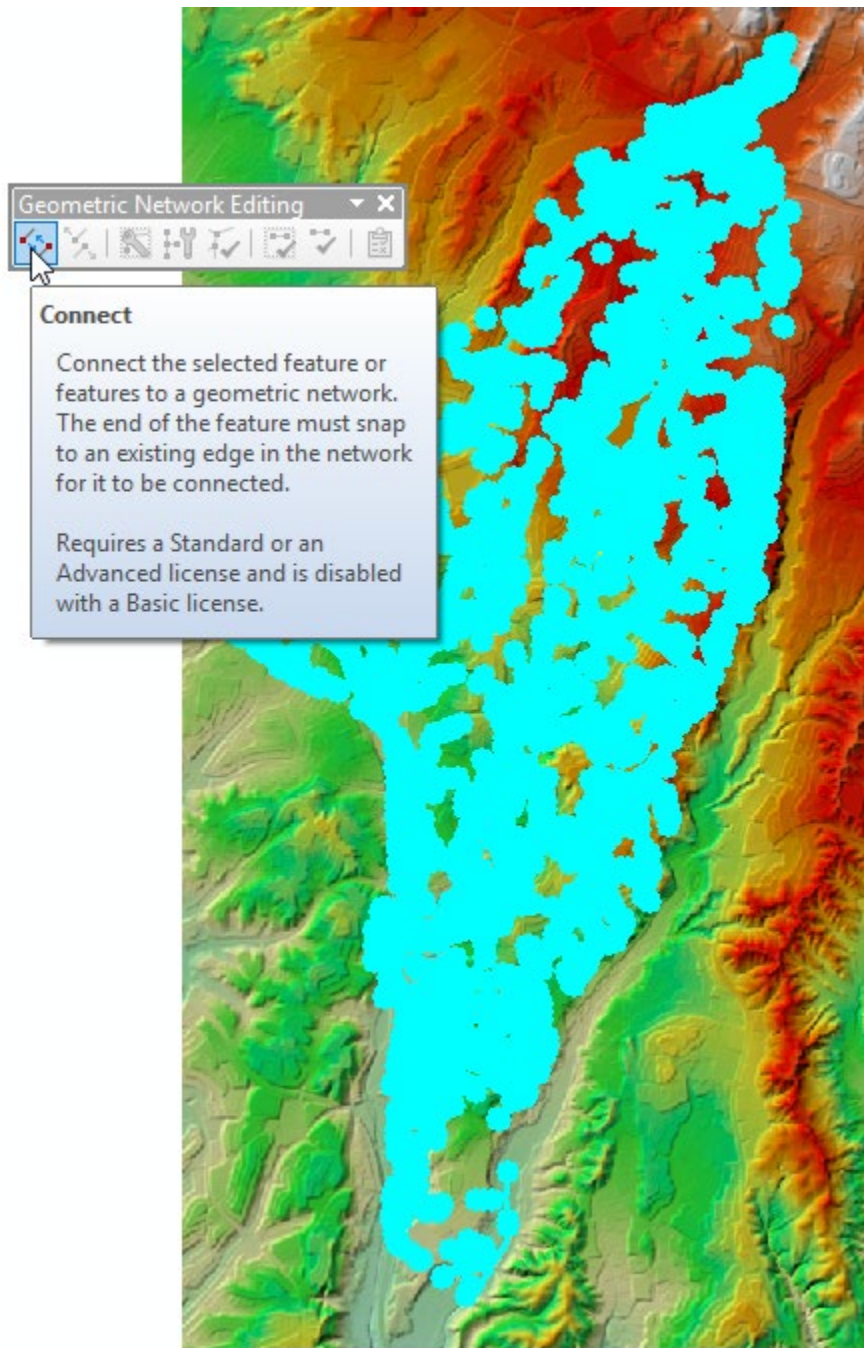 Geometric Network Editing
Connect
Connect the selected feature or
features to a geometric network.
The end of the feature must snap
to an existing edge in the network
for it to be connected.
Requires a Standard or an
Advanced license and is disabled
with a Basic license.